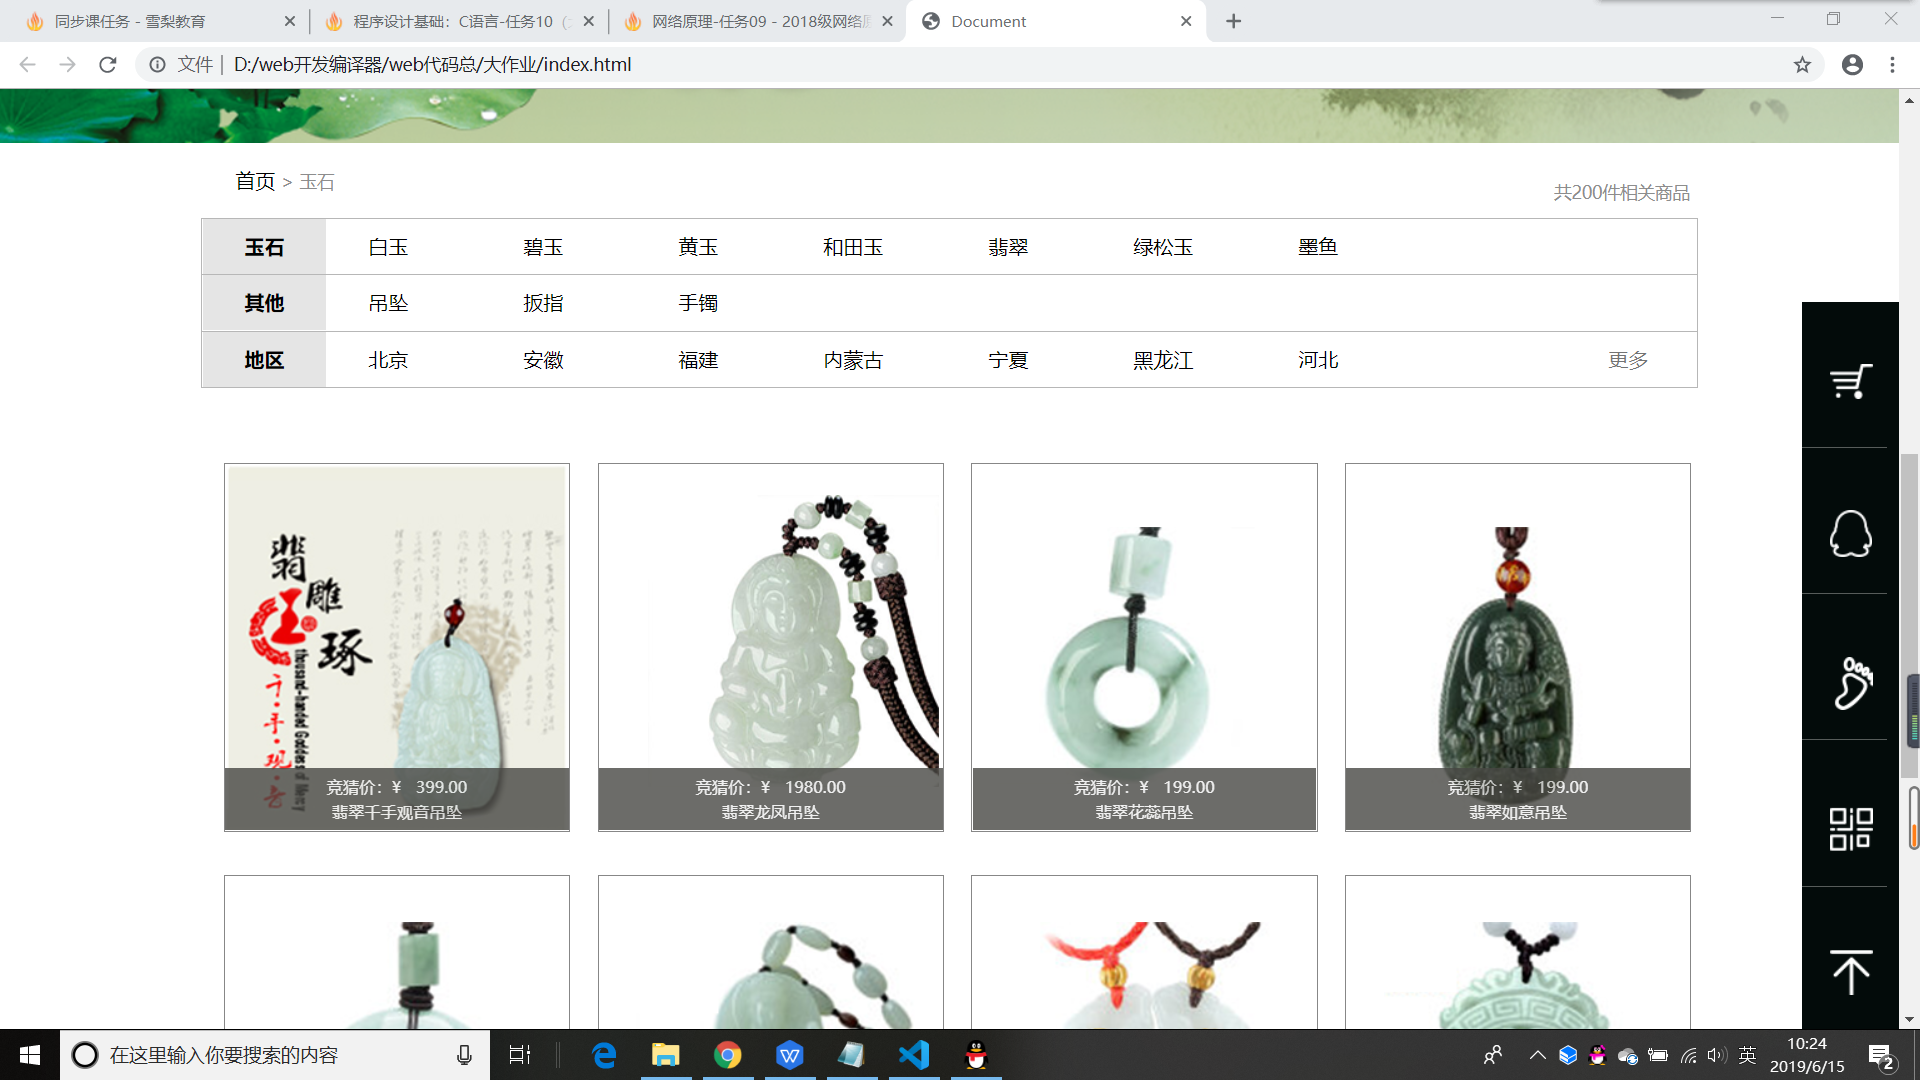 同步课任务 - 雪梨教育
程序设计基础：C语言-任务10
网络原理-任务09 - 2018级网络
Document
文件 | D:/web开发编译器/web代码总/大作业/index.html
首页 > 玉石
共200件相关商品
玉石 白玉 碧玉 黄玉 和田玉 翡翠 绿松玉 墨鱼
其他 吊坠 扳指 手镯
地区 北京 安徽 福建 内蒙古 宁夏 黑龙江 河北 更多
翡
雕
玉
琢
千·手·观·音
thousand-handed Goddess of Mercy
竞猜价：¥ 399.00
翡翠千手观音吊坠
竞猜价：¥ 1980.00
翡翠龙凤吊坠
竞猜价：¥ 199.00
翡翠花蕊吊坠
竞猜价：¥ 199.00
翡翠如意吊坠
在这里输入你要搜索的内容
英
10:24
2019/6/15
2